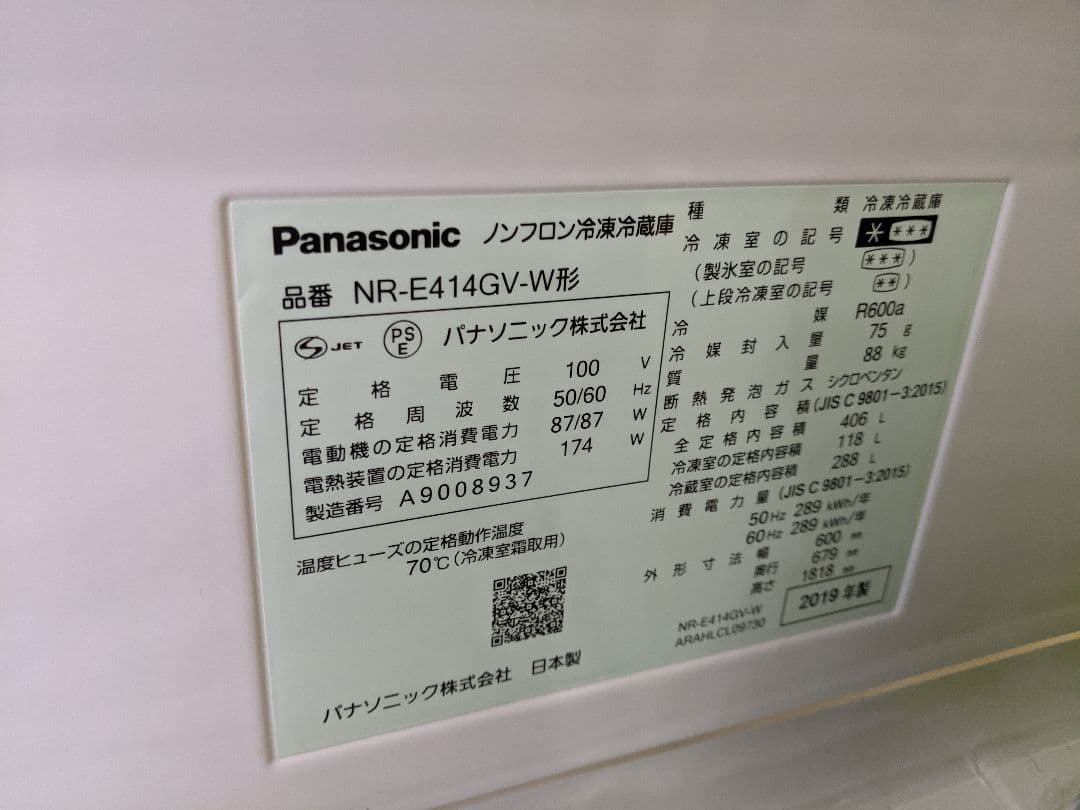 Panasonic ノンフロン冷凍冷蔵庫
品番 NR-E414GV-W形
S JET PS E パナソニック株式会社
定格電圧 100 V
定格周波数 50/60 Hz
電動機の定格消費電力 87/87 W
電熱装置の定格消費電力 174 W
製造番号 A9008937
温度ヒューズの定格動作温度
70℃(冷凍室霜取用)
パナソニック株式会社 日本製
種類 冷凍冷蔵庫
冷凍室の記号 * ***
(製氷室の記号 ***)
(上段冷凍室の記号 **)
冷媒 R600a
冷媒封入量 75 g
質量 88 kg
断熱発泡ガス シクロペンタン
定格内容積 (JIS C 9801-3:2015)
全定格内容積 406 L
冷凍室の定格内容積 118 L
冷蔵室の定格内容積 288 L
消費電力量 (JIS C 9801-3:2015)
50Hz 289 kWh/年
60Hz 289 kWh/年
外形寸法 幅 600 mm
奥行 679 mm
高さ 1818 mm
NR-E414GV-W
ARAHLCL09730
2019年製